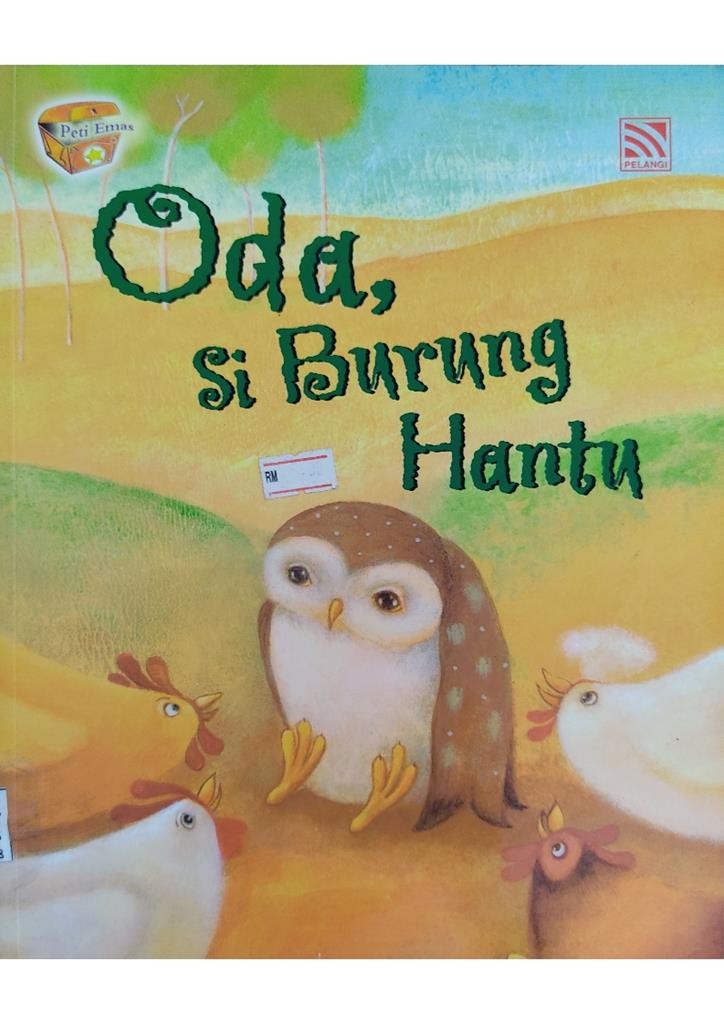 Peti Emas
PELANGI
Oda,
si Burung
Hantu
RM